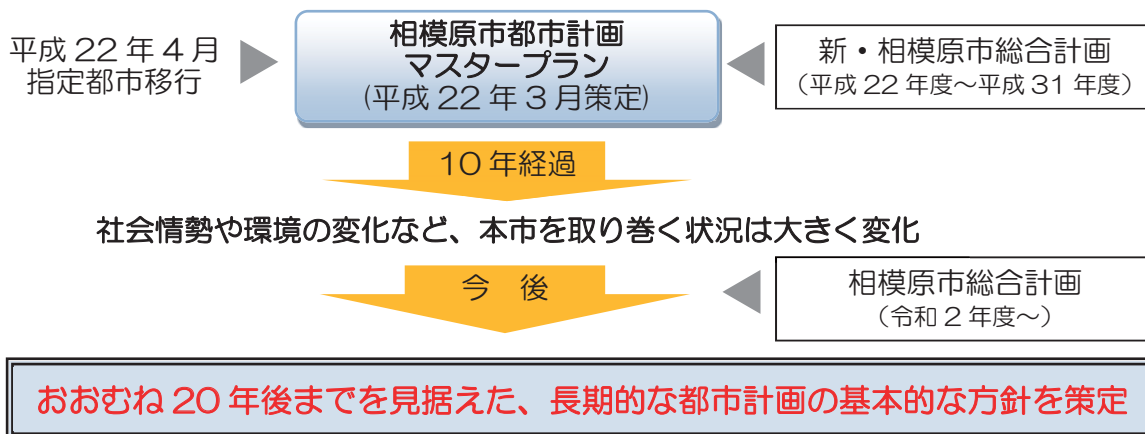 平成 22 年 4 月
指定都市移行
相模原市都市計画
マスタープラン
(平成 22 年 3 月策定)
新・相模原市総合計画
（平成 22 年度～平成 31 年度）
10 年経過
社会情勢や環境の変化など、本市を取り巻く状況は大きく変化
今　後
相模原市総合計画
（令和 2 年度～）
おおむね 20 年後までを見据えた、長期的な都市計画の基本的な方針を策定